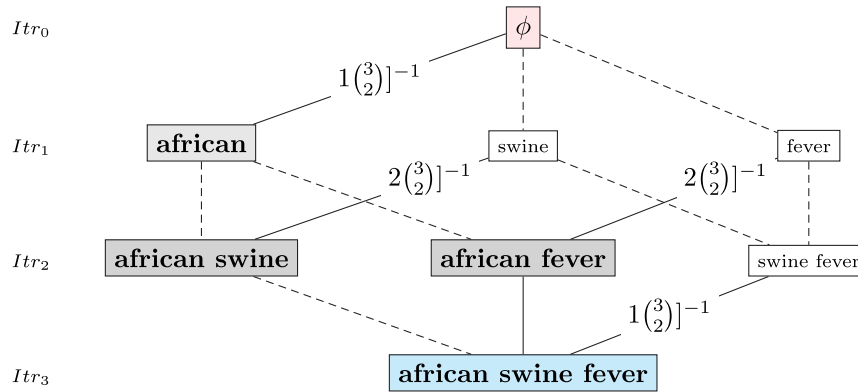 Itr₀ ϕ
1(3 2)]⁻¹
Itr₁ african swine fever
2(3 2)]⁻¹ 2(3 2)]⁻¹
Itr₂ african swine african fever swine fever
1(3 2)]⁻¹
Itr₃ african swine fever